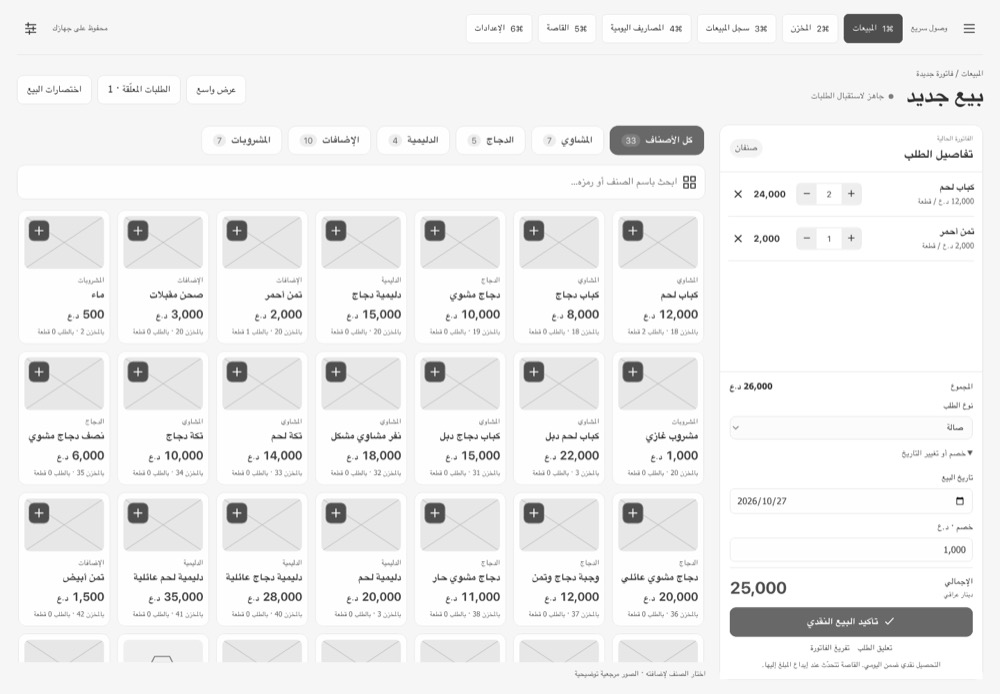 وصول سريع
⌘1 المبيعات
⌘2 المخزن
⌘3 سجل المبيعات
⌘4 المصاريف اليومية
⌘5 القاصة
⌘6 الإعدادات
محفوظ على جهازك
المبيعات / فاتورة جديدة
بيع جديد
جاهز لاستقبال الطلبات
عرض واسع
الطلبات المعلّقة · 1
اختصارات البيع
الفاتورة الحالية
تفاصيل الطلب
صنفان
كباب لحم
12,000 د.ع / قطعة
+ 2 −
24,000 ×
تمن أحمر
2,000 د.ع / قطعة
+ 1 −
2,000 ×
المجموع
26,000 د.ع
نوع الطلب
صالة
▼ خصم أو تغيير التاريخ
تاريخ البيع
2026/10/27
خصم · د.ع
1,000
الإجمالي
دينار عراقي
25,000
✓ تأكيد البيع النقدي
تعليق الطلب
تفريغ الفاتورة
التحصيل نقدي ضمن اليومي. القاصة تتحدّث عند إيداع المبلغ إليها.
كل الأصناف 33
المشاوي 7
الدجاج 5
الدليمية 4
الإضافات 10
المشروبات 7
ابحث باسم الصنف أو رمزه...
المشاوي
كباب لحم
12,000 د.ع
بالمخزن 18 · بالطلب 2 قطعة
المشاوي
كباب دجاج
8,000 د.ع
بالمخزن 18 · بالطلب 0 قطعة
الدجاج
دجاج مشوي
10,000 د.ع
بالمخزن 19 · بالطلب 0 قطعة
الدليمية
دليمية دجاج
15,000 د.ع
بالمخزن 20 · بالطلب 0 قطعة
الإضافات
تمن أحمر
2,000 د.ع
بالمخزن 20 · بالطلب 1 قطعة
الإضافات
صحن مقبلات
3,000 د.ع
بالمخزن 20 · بالطلب 0 قطعة
المشروبات
ماء
500 د.ع
بالمخزن 2 · بالطلب 0 قطعة
المشروبات
مشروب غازي
1,000 د.ع
بالمخزن 20 · بالطلب 0 قطعة
المشاوي
كباب لحم دبل
22,000 د.ع
بالمخزن 3 · بالطلب 0 قطعة
المشاوي
كباب دجاج دبل
15,000 د.ع
بالمخزن 31 · بالطلب 0 قطعة
المشاوي
نفر مشاوي مشكل
18,000 د.ع
بالمخزن 32 · بالطلب 0 قطعة
المشاوي
تكة لحم
14,000 د.ع
بالمخزن 33 · بالطلب 0 قطعة
المشاوي
تكة دجاج
10,000 د.ع
بالمخزن 34 · بالطلب 0 قطعة
الدجاج
نصف دجاج مشوي
6,000 د.ع
بالمخزن 35 · بالطلب 0 قطعة
الدجاج
دجاج مشوي عائلي
20,000 د.ع
بالمخزن 36 · بالطلب 0 قطعة
الدجاج
وجبة دجاج وتمن
12,000 د.ع
بالمخزن 37 · بالطلب 0 قطعة
الدجاج
دجاج مشوي حار
11,000 د.ع
بالمخزن 38 · بالطلب 0 قطعة
الدليمية
دليمية لحم
20,000 د.ع
بالمخزن 3 · بالطلب 0 قطعة
الدليمية
دليمية دجاج عائلية
28,000 د.ع
بالمخزن 40 · بالطلب 0 قطعة
الدليمية
دليمية لحم عائلية
35,000 د.ع
بالمخزن 41 · بالطلب 0 قطعة
الإضافات
تمن أبيض
1,500 د.ع
بالمخزن 42 · بالطلب 0 قطعة
اختار الصنف لإضافته · الصور مرجعية توضيحية